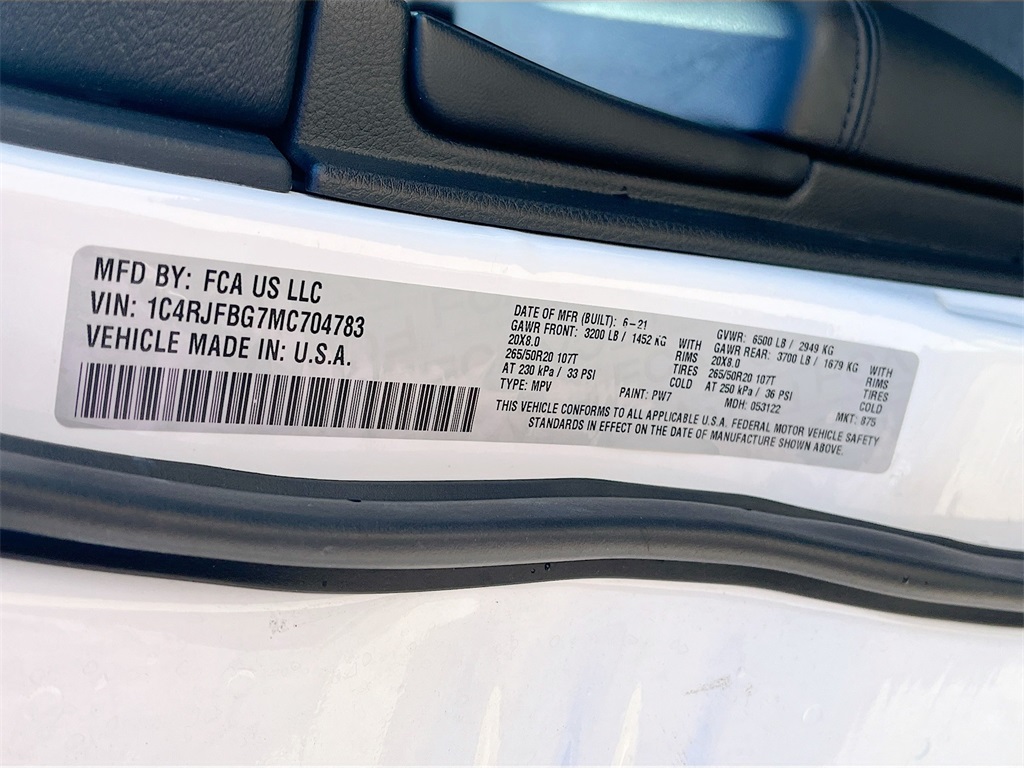 MFD BY: FCA US LLC
VIN: 1C4RJFBG7MC704783
VEHICLE MADE IN: U.S.A.
DATE OF MFR (BUILT): 6-21 GVWR: 6500 LB / 2949 KG
GAWR FRONT: 3200 LB / 1452 KG WITH GAWR REAR: 3700 LB / 1679 KG WITH
20X8.0 RIMS 20X8.0 RIMS
265/50R20 107T TIRES 265/50R20 107T TIRES
AT 230 kPa / 33 PSI COLD AT 250 kPa / 36 PSI COLD
TYPE: MPV PAINT: PW7 MDH: 053122 MKT: 875
THIS VEHICLE CONFORMS TO ALL APPLICABLE U.S.A. FEDERAL MOTOR VEHICLE SAFETY
STANDARDS IN EFFECT ON THE DATE OF MANUFACTURE SHOWN ABOVE.